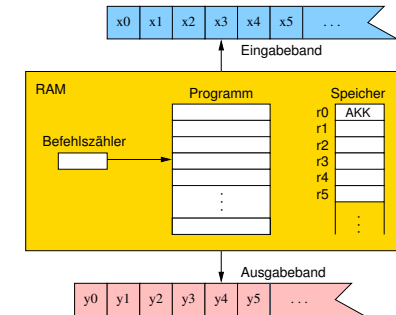 x0 x1 x2 x3 x4 x5 ...
Eingabeband
RAM
Programm
Speicher
r0 AKK
r1
r2
Befehlszähler
r3
r4
r5
Ausgabeband
y0 y1 y2 y3 y4 y5 ...